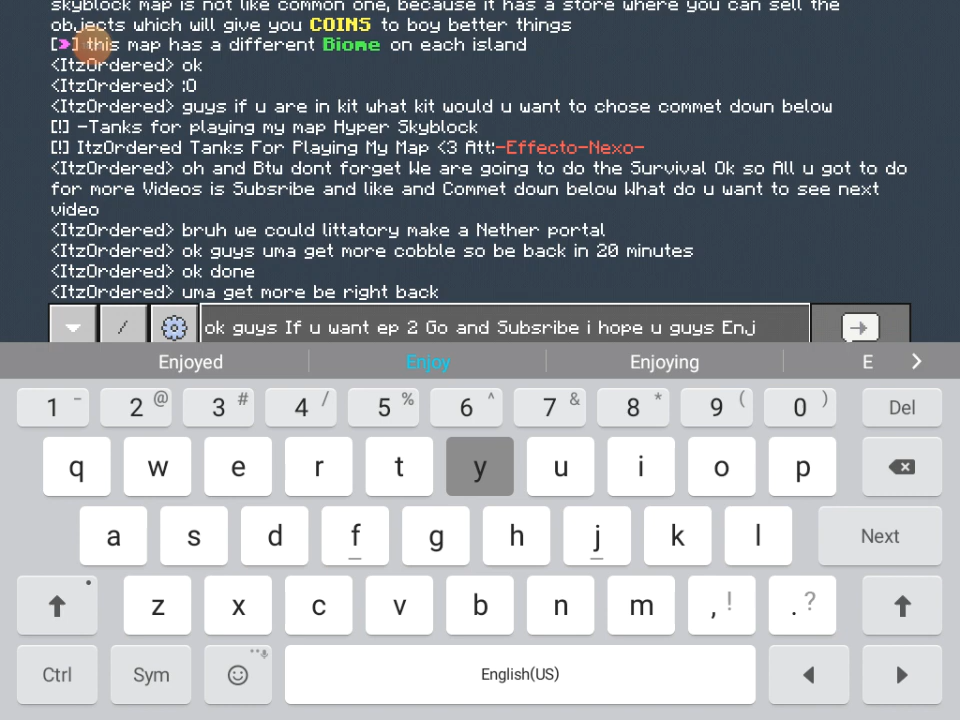 skyblock map is not like common one, because it has a store where you can sell the
objects which will give you COINS to boy better things
[>] this map has a different Biome on each island
<ItzOrdered> ok
<ItzOrdered> :O
<ItzOrdered> guys if u are in kit what kit would u want to chose commet down below
[!] -Tanks for playing my map Hyper Skyblock
[!] ItzOrdered Tanks For Playing My Map <3 Att:-Effecto-Nexo-
<ItzOrdered> oh and Btw dont forget We are going to do the Survival Ok so All u got to do
for more Videos is Subsribe and like and Commet down below What do u want to see next
video
<ItzOrdered> bruh we could littatory make a Nether portal
<ItzOrdered> ok guys uma get more cobble so be back in 20 minutes
<ItzOrdered> ok done
<ItzOrdered> uma get more be right back
/ ok guys If u want ep 2 Go and Subsribe i hope u guys Enj
Enjoyed Enjoy Enjoying E >
1 - 2 @ 3 # 4 / 5 % 6 ^ 7 & 8 * 9 ( 0 ) Del
q w e r t y u i o p
a s d f g h j k l Next
z x c v b n m , ! . ?
Ctrl Sym English(US)